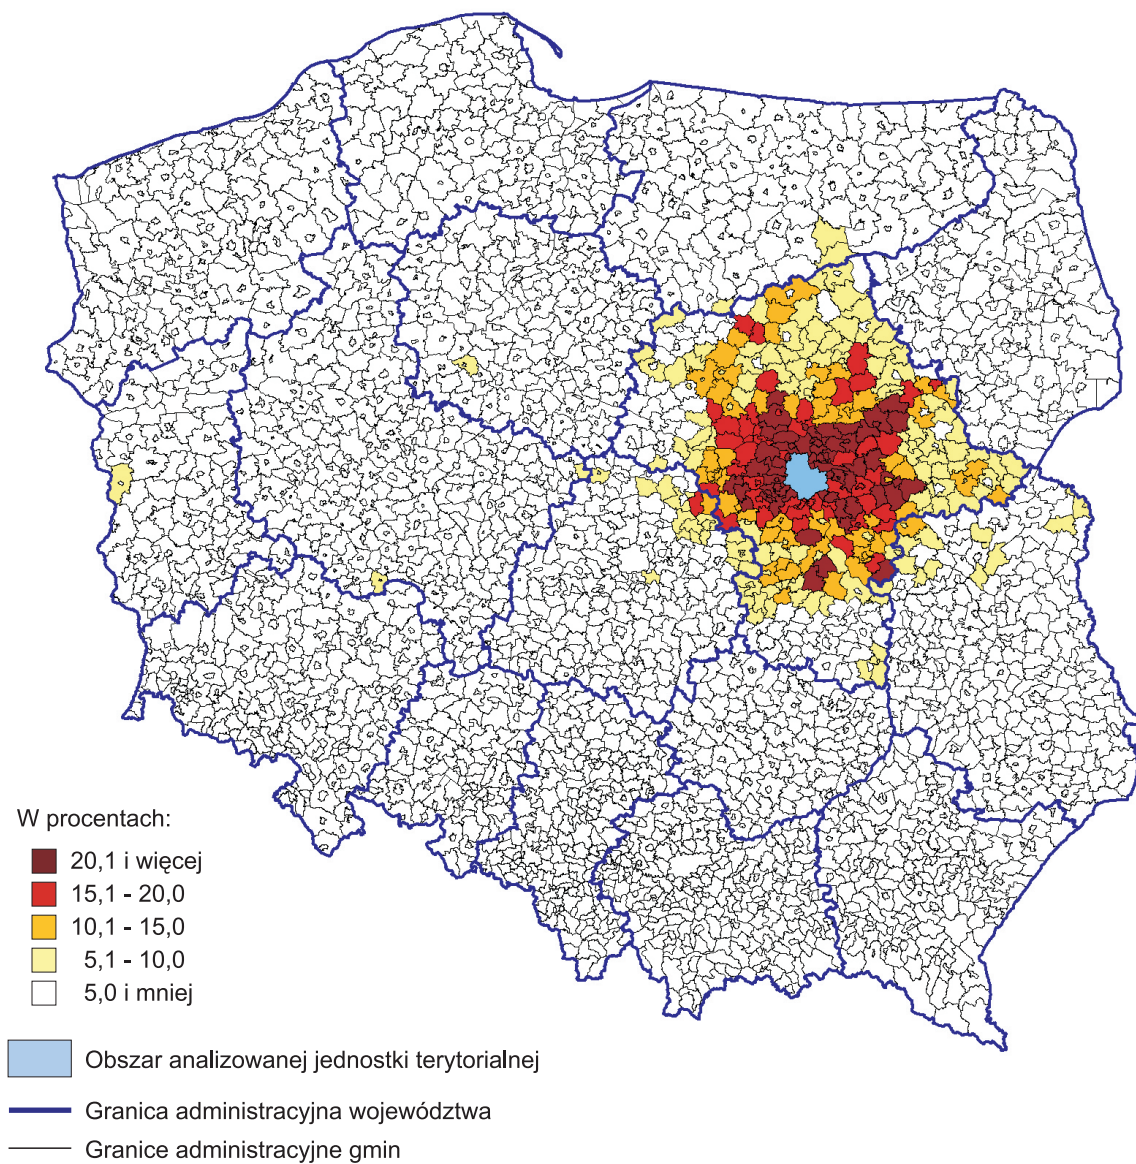 W procentach:
20,1 i więcej
15,1 - 20,0
10,1 - 15,0
5,1 - 10,0
5,0 i mniej
Obszar analizowanej jednostki terytorialnej
Granica administracyjna województwa
Granice administracyjne gmin